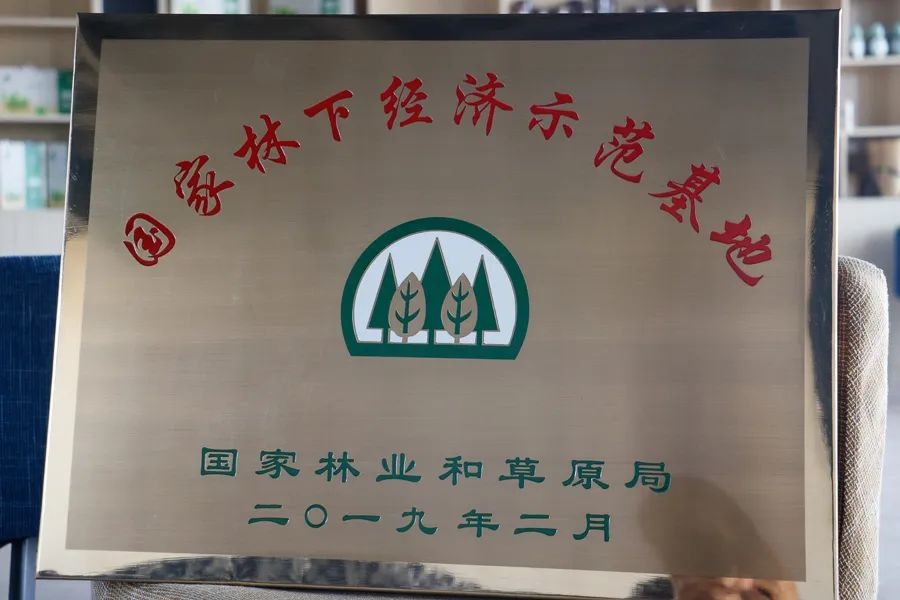 国家林下经济示范基地
国家林业和草原局
二〇一九年二月